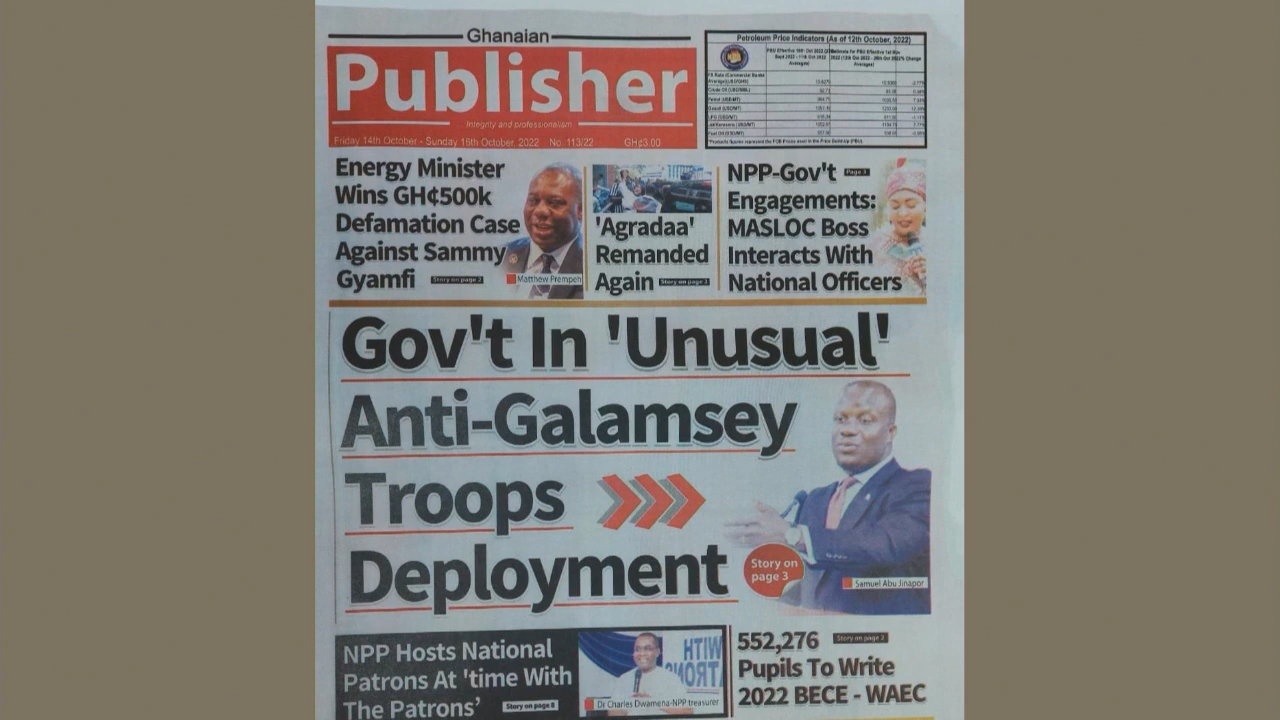 Ghanaian
Publisher
Integrity and professionalism
Friday 14th October - Sunday 16th October, 2022 No. 113/22 GH₵3.00
Petroleum Price Indicators (As of 12th October, 2022)
Energy Minister
Wins GH₵500k
Defamation Case
Against Sammy
Gyamfi Story on page 2
Matthew Prempeh
'Agradaa'
Remanded
Again Story on page 3
NPP-Gov't Page 3
Engagements:
MASLOC Boss
Interacts With
National Officers
Gov't In 'Unusual'
Anti-Galamsey
Troops
Deployment
Story on
page 3
Samuel Abu Jinapor
NPP Hosts National
Patrons At 'time With
The Patrons' Story on page 8
WITH
Dr Charles Dwamena-NPP treasurer
552,276 Story on page 2
Pupils To Write
2022 BECE - WAEC